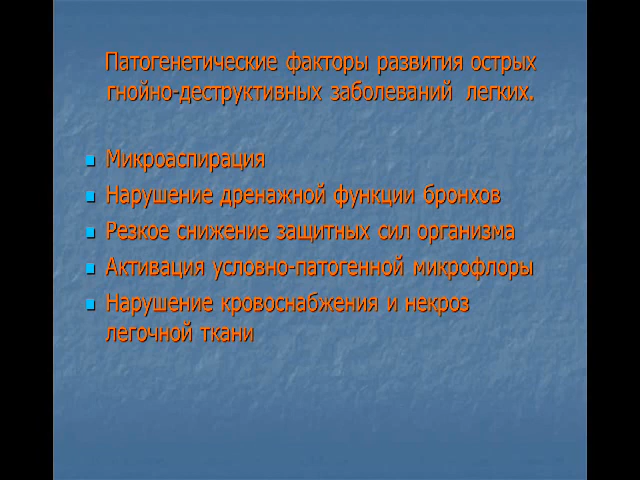 Патогенетические факторы развития острых
гнойно-деструктивных заболеваний легких.
Микроаспирация
Нарушение дренажной функции бронхов
Резкое снижение защитных сил организма
Активация условно-патогенной микрофлоры
Нарушение кровоснабжения и некроз
легочной ткани